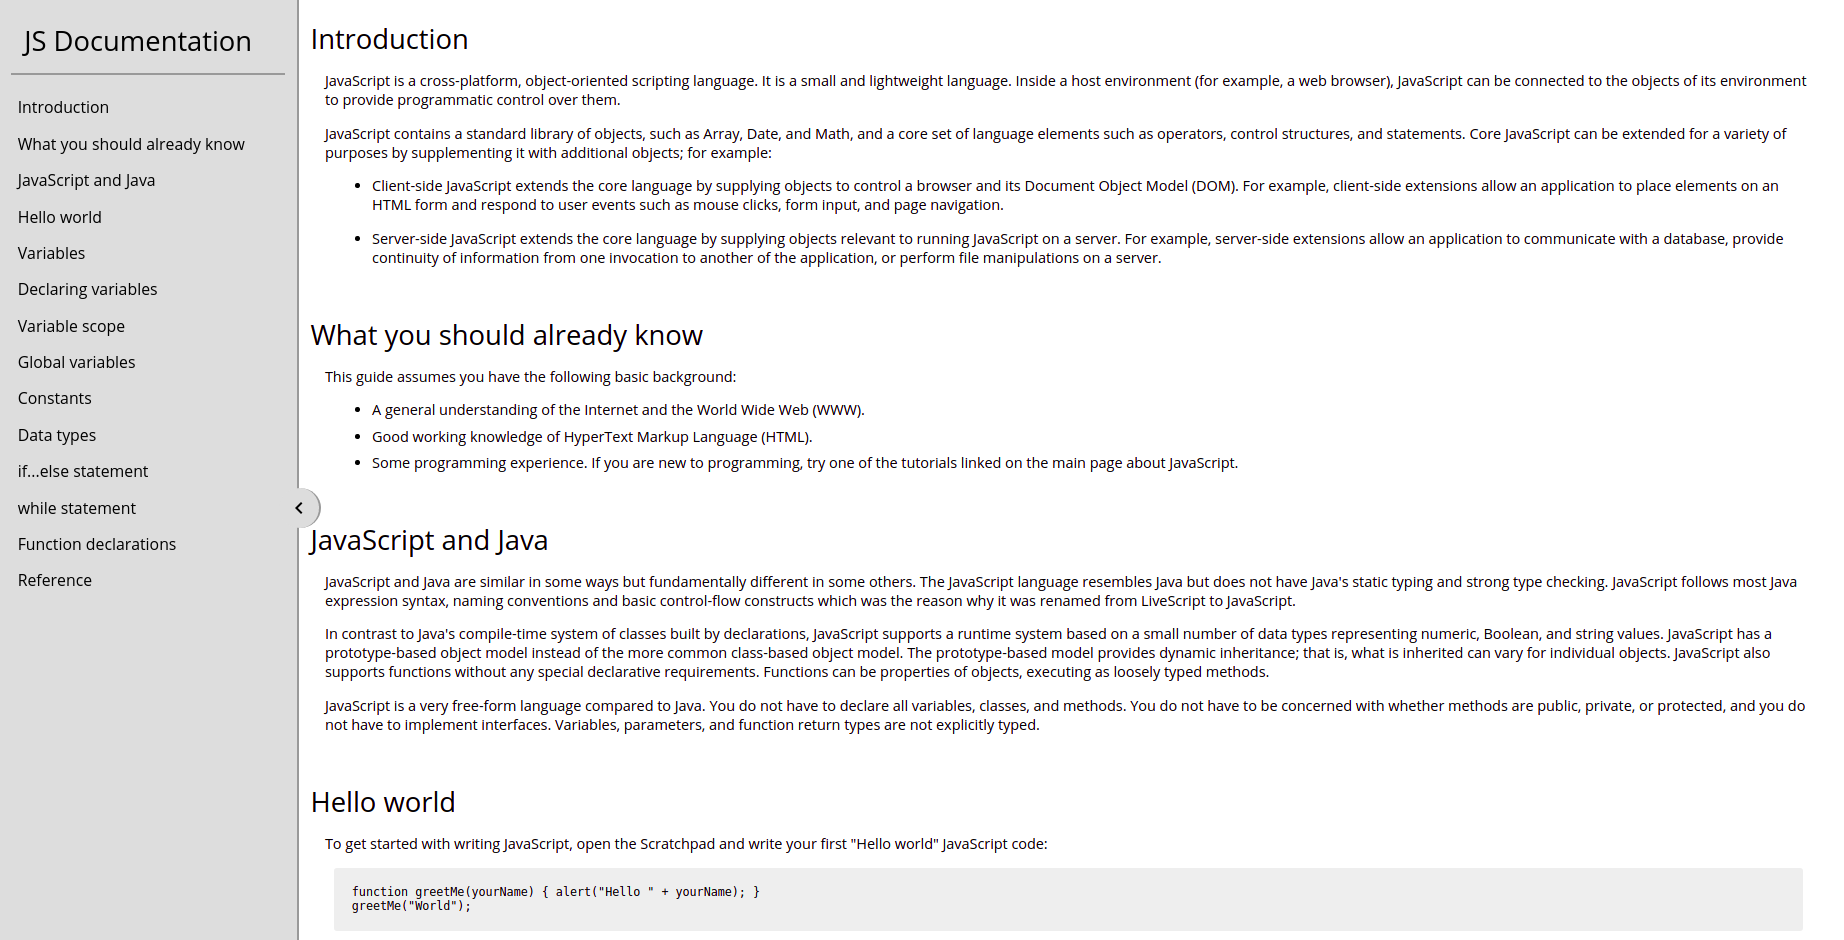 JS Documentation
Introduction
What you should already know
JavaScript and Java
Hello world
Variables
Declaring variables
Variable scope
Global variables
Constants
Data types
if...else statement
while statement
Function declarations
Reference
Introduction
JavaScript is a cross-platform, object-oriented scripting language. It is a small and lightweight language. Inside a host environment (for example, a web browser), JavaScript can be connected to the objects of its environment
to provide programmatic control over them.
JavaScript contains a standard library of objects, such as Array, Date, and Math, and a core set of language elements such as operators, control structures, and statements. Core JavaScript can be extended for a variety of
purposes by supplementing it with additional objects; for example:
• Client-side JavaScript extends the core language by supplying objects to control a browser and its Document Object Model (DOM). For example, client-side extensions allow an application to place elements on an
HTML form and respond to user events such as mouse clicks, form input, and page navigation.
• Server-side JavaScript extends the core language by supplying objects relevant to running JavaScript on a server. For example, server-side extensions allow an application to communicate with a database, provide
continuity of information from one invocation to another of the application, or perform file manipulations on a server.
What you should already know
This guide assumes you have the following basic background:
• A general understanding of the Internet and the World Wide Web (WWW).
• Good working knowledge of HyperText Markup Language (HTML).
• Some programming experience. If you are new to programming, try one of the tutorials linked on the main page about JavaScript.
JavaScript and Java
JavaScript and Java are similar in some ways but fundamentally different in some others. The JavaScript language resembles Java but does not have Java's static typing and strong type checking. JavaScript follows most Java
expression syntax, naming conventions and basic control-flow constructs which was the reason why it was renamed from LiveScript to JavaScript.
In contrast to Java's compile-time system of classes built by declarations, JavaScript supports a runtime system based on a small number of data types representing numeric, Boolean, and string values. JavaScript has a
prototype-based object model instead of the more common class-based object model. The prototype-based model provides dynamic inheritance; that is, what is inherited can vary for individual objects. JavaScript also
supports functions without any special declarative requirements. Functions can be properties of objects, executing as loosely typed methods.
JavaScript is a very free-form language compared to Java. You do not have to declare all variables, classes, and methods. You do not have to be concerned with whether methods are public, private, or protected, and you do
not have to implement interfaces. Variables, parameters, and function return types are not explicitly typed.
Hello world
To get started with writing JavaScript, open the Scratchpad and write your first "Hello world" JavaScript code:
function greetMe(yourName) { alert("Hello " + yourName); }
greetMe("World");